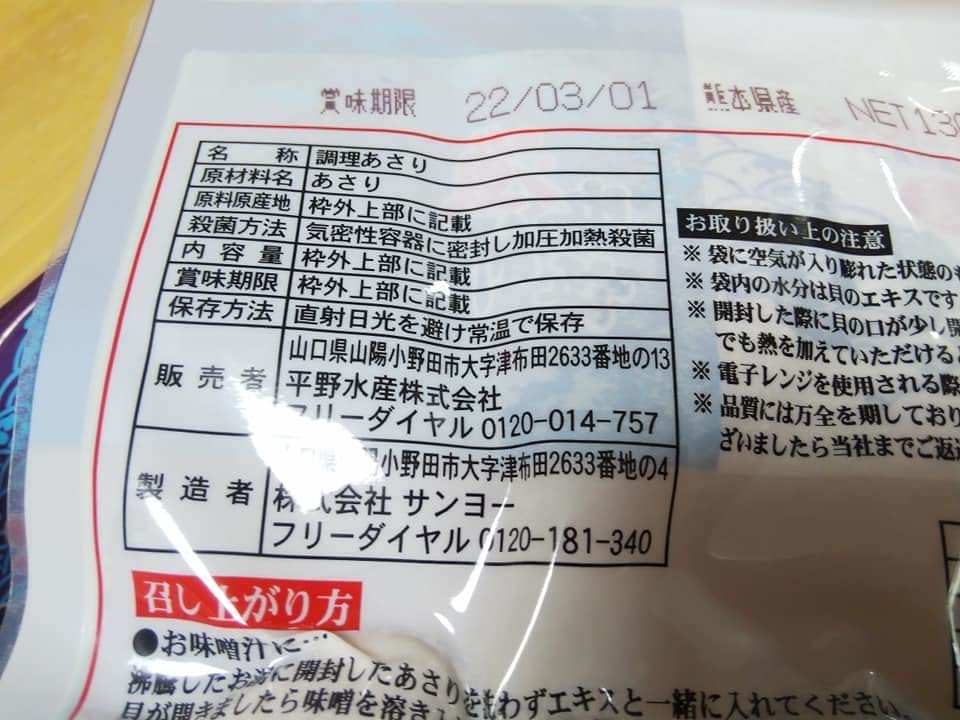 賞味期限 22/03/01 熊本県産 NET130
名称 調理あさり
原材料名 あさり
原料原産地 枠外上部に記載
殺菌方法 気密性容器に密封し加圧加熱殺菌
内容量 枠外上部に記載
賞味期限 枠外上部に記載
保存方法 直射日光を避け常温で保存
販売者 山口県山陽小野田市大字津布田2633番地の13
平野水産株式会社
フリーダイヤル 0120-014-757
製造者 山口県山陽小野田市大字津布田2633番地の4
株式会社 サンヨー
フリーダイヤル 0120-181-340
お取り扱い上の注意
※ 袋に空気が入り膨れた状態の
※ 袋内の水分は貝のエキスです
※ 開封した際に貝の口が少し開
でも熱を加えていただけると
※ 電子レンジを使用される際
※ 品質には万全を期しており
ざいましたら当社までご返送
召し上がり方
●お味噌汁に…
沸騰したお湯に開封したあさりを洗わずエキスと一緒に入れてください。
貝が開きましたら味噌を溶き